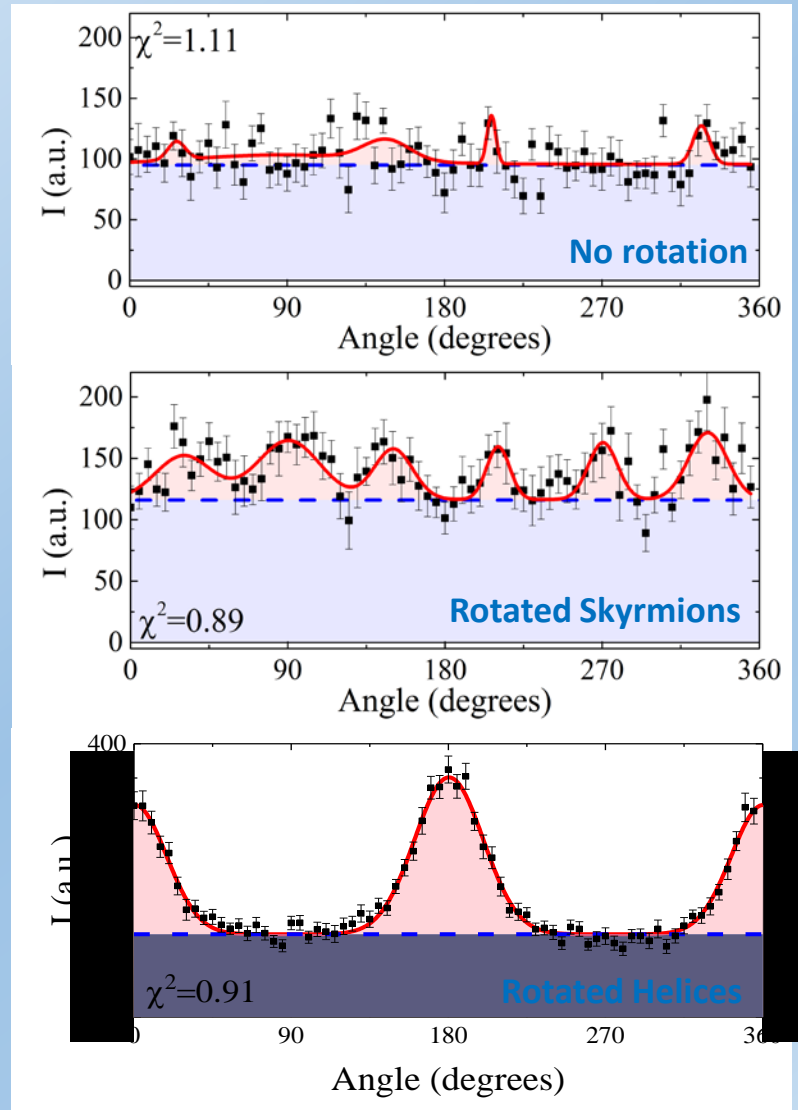 χ²=1.11
200
150
100
50
0
I (a.u.)
No rotation
0 90 180 270 360
Angle (degrees)
200
150
100
50
0
I (a.u.)
χ²=0.89
Rotated Skyrmions
0 90 180 270 360
Angle (degrees)
400
χ²=0.91
Rotated Helices
90 180 270
Angle (degrees)